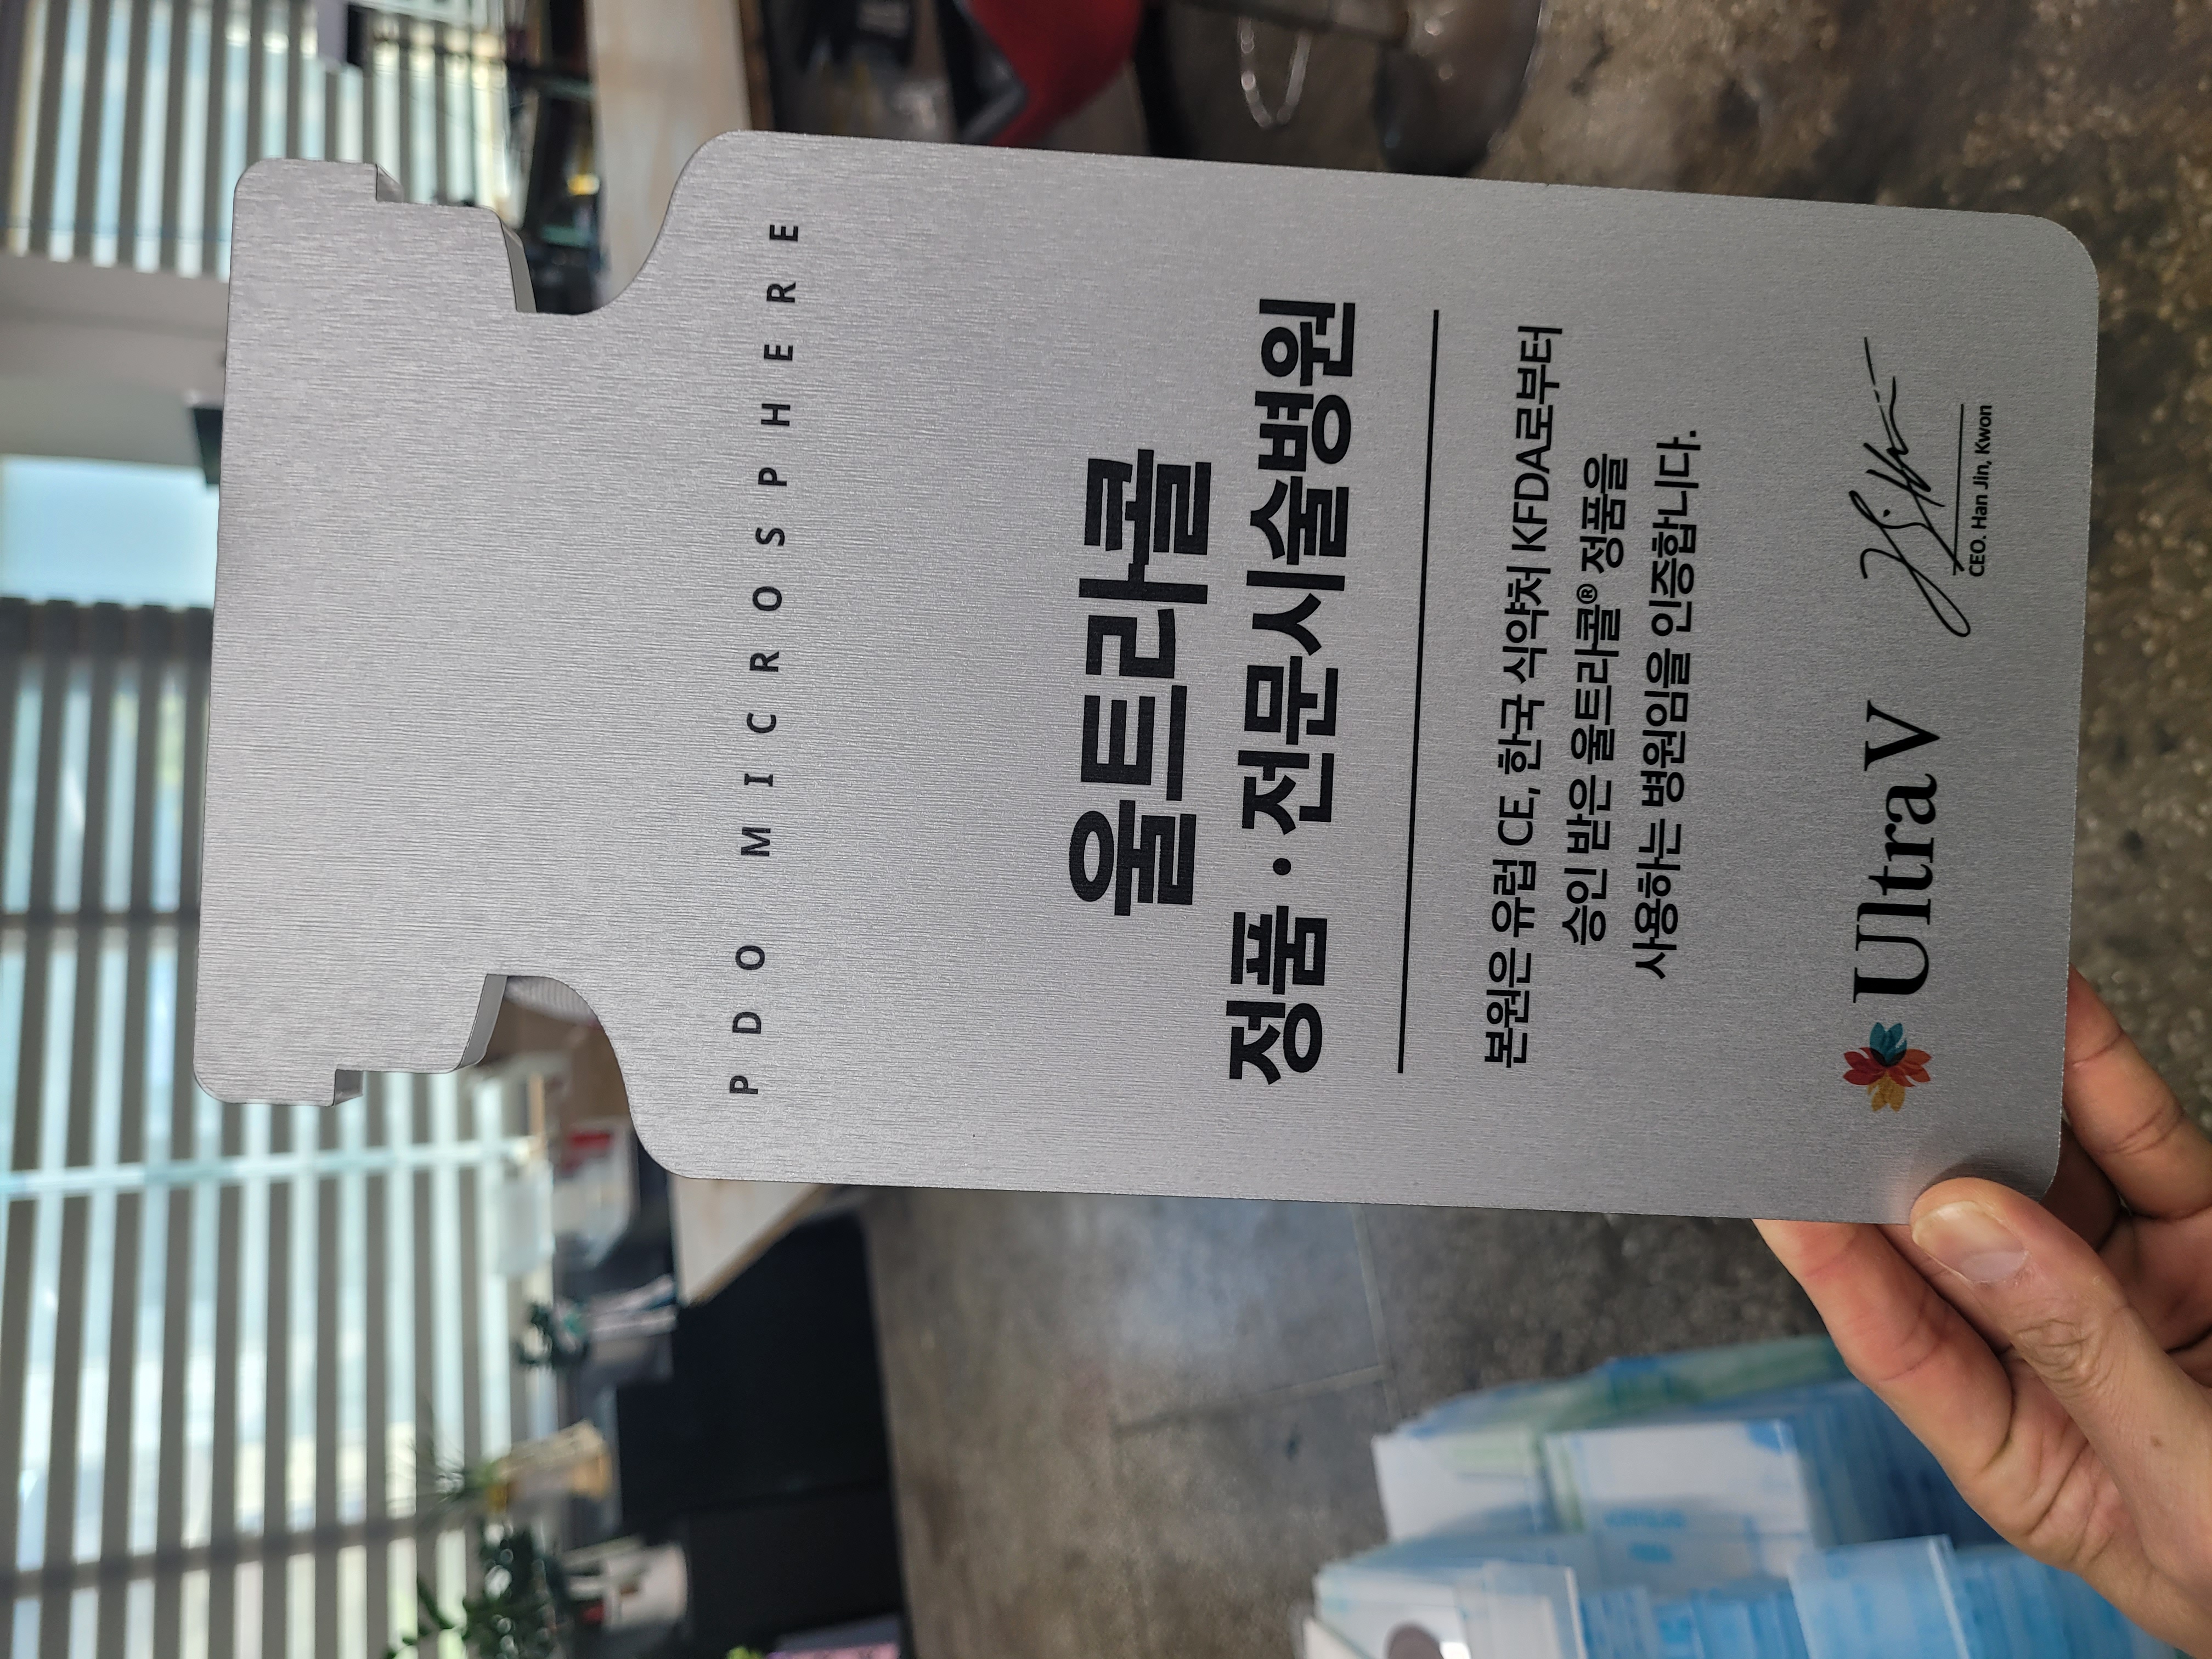 PDO MICROSPHERE
울트라콜
정품·전문시술병원
본원은 유럽 CE, 한국 식약처 KFDA로부터
승인 받은 울트라콜® 정품을
사용하는 병원임을 인증합니다.
Ultra V
CEO. Han Jin, Kwon